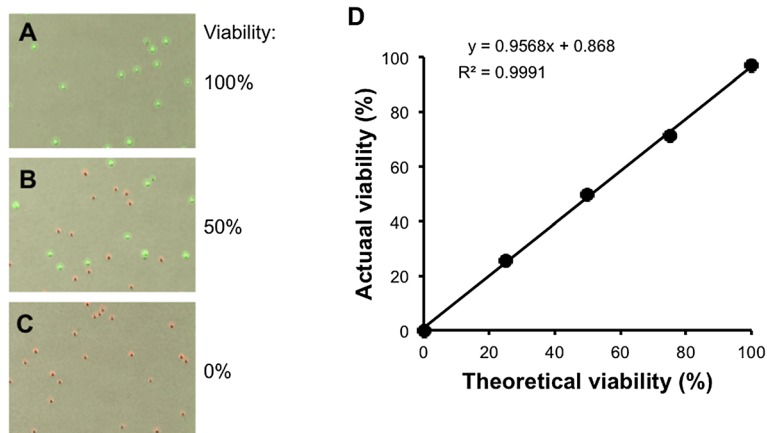 A
Viability:
100%
B
50%
C
0%
D
y = 0.9568x + 0.868
R² = 0.9991
Actuaal viability (%)
100
80
60
40
20
0
0 20 40 60 80 100
Theoretical viability (%)